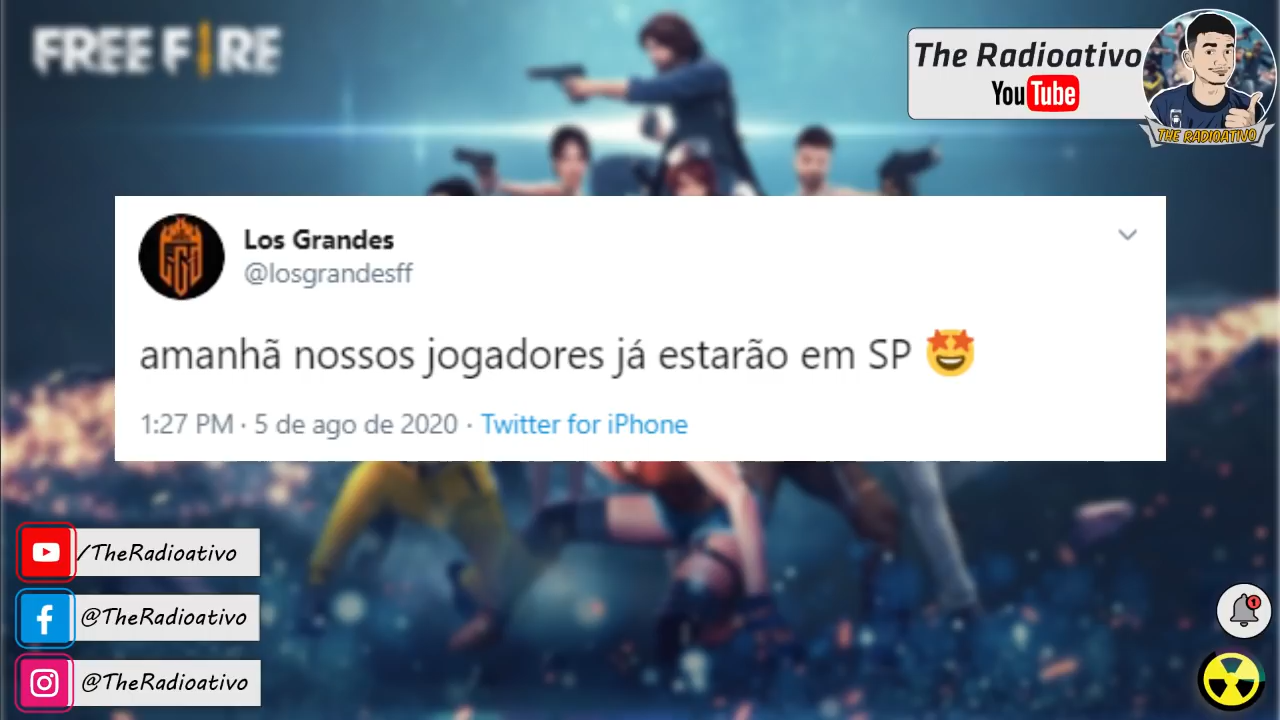 FREE FIRE
The Radioativo
YouTube
THE RADIOATIVO
Los Grandes
@losgrandesff
amanhã nossos jogadores já estarão em SP 🤩
1:27 PM · 5 de ago de 2020 · Twitter for iPhone
/TheRadioativo
@TheRadioativo
@TheRadioativo
1